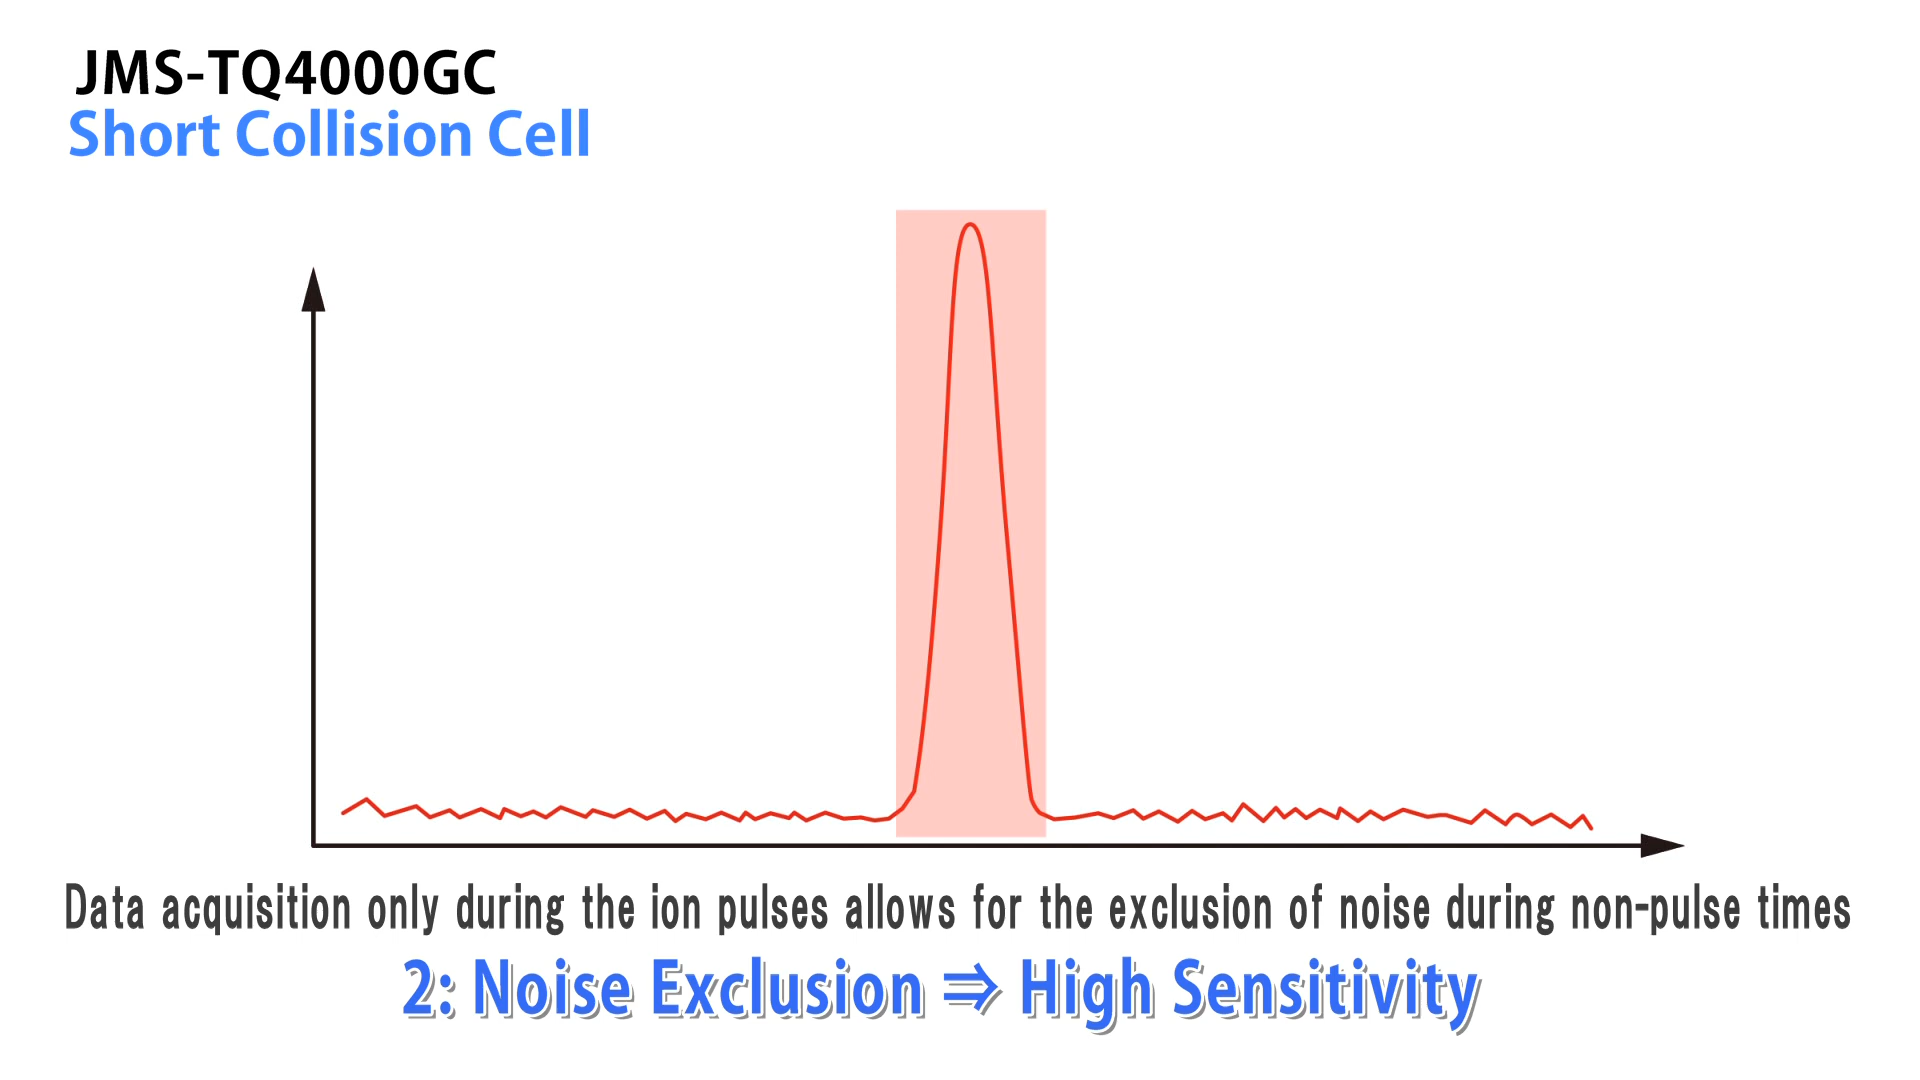 JMS-TQ4000GC
Short Collision Cell
Data acquisition only during the ion pulses allows for the exclusion of noise during non-pulse times
2: Noise Exclusion ⇒ High Sensitivity